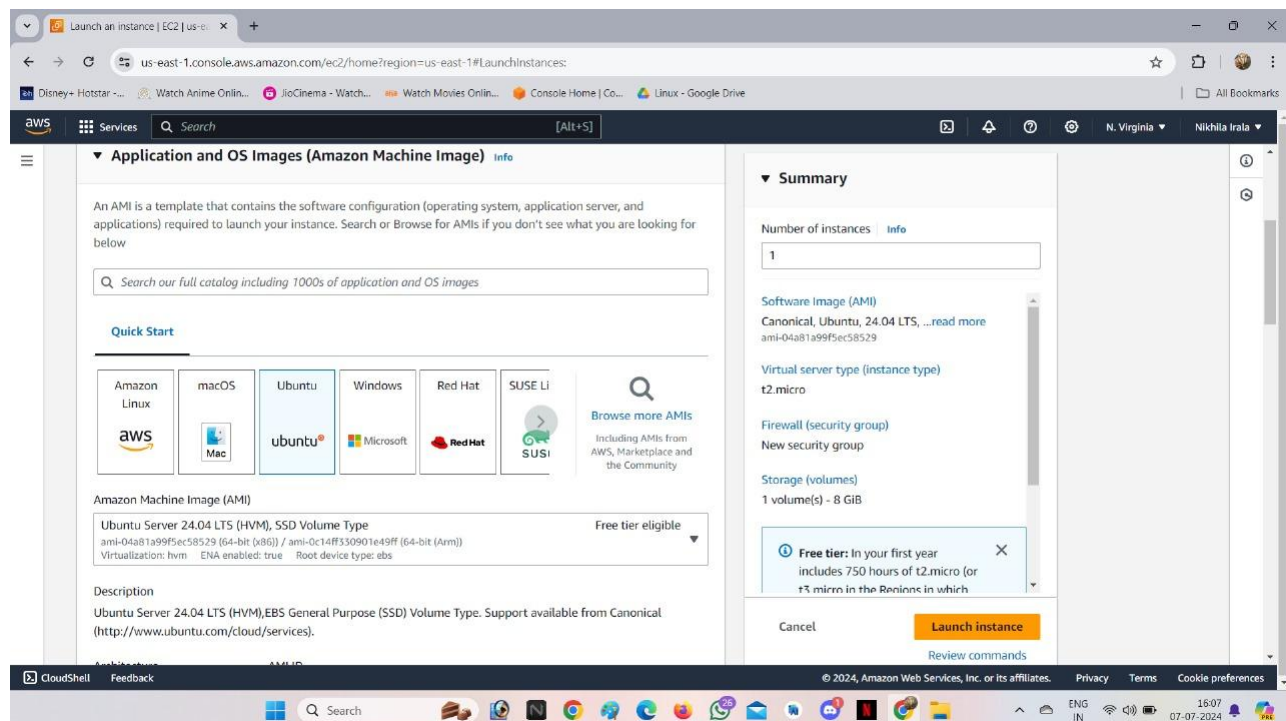 Launch an instance | EC2 | us-e
us-east-1.console.aws.amazon.com/ec2/home?region=us-east-1#LaunchInstances:
Disney+ Hotstar -... Watch Anime Onlin... JioCinema - Watch... Watch Movies Onlin... Console Home | Co... Linux - Google Drive All Bookmarks
aws Services Search [Alt+S] N. Virginia Nikhila Irala
Application and OS Images (Amazon Machine Image) Info
An AMI is a template that contains the software configuration (operating system, application server, and
applications) required to launch your instance. Search or Browse for AMIs if you don't see what you are looking for
below
Search our full catalog including 1000s of application and OS images
Quick Start
Amazon
Linux
aws
macOS
Mac
Ubuntu
ubuntu
Windows
Microsoft
Red Hat
Red Hat
SUSE Li
SUS
Browse more AMIs
Including AMIs from
AWS, Marketplace and
the Community
Amazon Machine Image (AMI)
Ubuntu Server 24.04 LTS (HVM), SSD Volume Type Free tier eligible
ami-04a81a99f5ec58529 (64-bit (x86)) / ami-0c14ff330901e49ff (64-bit (Arm))
Virtualization: hvm ENA enabled: true Root device type: ebs
Description
Ubuntu Server 24.04 LTS (HVM),EBS General Purpose (SSD) Volume Type. Support available from Canonical
(http://www.ubuntu.com/cloud/services).
Summary
Number of instances Info
1
Software Image (AMI)
Canonical, Ubuntu, 24.04 LTS, ...read more
ami-04a81a99f5ec58529
Virtual server type (instance type)
t2.micro
Firewall (security group)
New security group
Storage (volumes)
1 volume(s) - 8 GiB
Free tier: In your first year
includes 750 hours of t2.micro (or
t3.micro in the Regions in which
Cancel Launch instance
Review commands
CloudShell Feedback © 2024, Amazon Web Services, Inc. or its affiliates. Privacy Terms Cookie preferences
Search
26
ENG
IN
16:07
07-07-2024